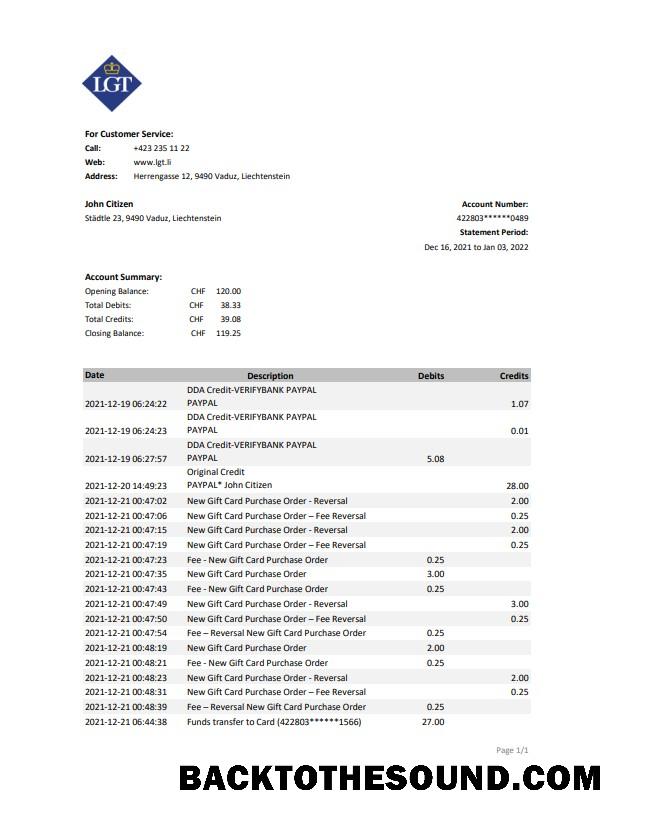 LGT
For Customer Service:
Call: +423 235 11 22
Web: www.lgt.li
Address: Herrengasse 12, 9490 Vaduz, Liechtenstein
John Citizen
Städtle 23, 9490 Vaduz, Liechtenstein
Account Number:
422803******0489
Statement Period:
Dec 16, 2021 to Jan 03, 2022
Account Summary:
Opening Balance: CHF 120.00
Total Debits: CHF 38.33
Total Credits: CHF 39.08
Closing Balance: CHF 119.25
Date Description Debits Credits
DDA Credit-VERIFYBANK PAYPAL
2021-12-19 06:24:22 PAYPAL 1.07
DDA Credit-VERIFYBANK PAYPAL
2021-12-19 06:24:23 PAYPAL 0.01
DDA Credit-VERIFYBANK PAYPAL
2021-12-19 06:27:57 PAYPAL 5.08
Original Credit
2021-12-20 14:49:23 PAYPAL* John Citizen 28.00
2021-12-21 00:47:02 New Gift Card Purchase Order - Reversal 2.00
2021-12-21 00:47:06 New Gift Card Purchase Order – Fee Reversal 0.25
2021-12-21 00:47:15 New Gift Card Purchase Order - Reversal 2.00
2021-12-21 00:47:19 New Gift Card Purchase Order – Fee Reversal 0.25
2021-12-21 00:47:23 Fee - New Gift Card Purchase Order 0.25
2021-12-21 00:47:35 New Gift Card Purchase Order 3.00
2021-12-21 00:47:43 Fee - New Gift Card Purchase Order 0.25
2021-12-21 00:47:49 New Gift Card Purchase Order - Reversal 3.00
2021-12-21 00:47:50 New Gift Card Purchase Order – Fee Reversal 0.25
2021-12-21 00:47:54 Fee – Reversal New Gift Card Purchase Order 0.25
2021-12-21 00:48:19 New Gift Card Purchase Order 2.00
2021-12-21 00:48:21 Fee - New Gift Card Purchase Order 0.25
2021-12-21 00:48:23 New Gift Card Purchase Order - Reversal 2.00
2021-12-21 00:48:31 New Gift Card Purchase Order – Fee Reversal 0.25
2021-12-21 00:48:39 Fee – Reversal New Gift Card Purchase Order 0.25
2021-12-21 06:44:38 Funds transfer to Card (422803******1566) 27.00
Page 1/1
BACKTOTHESOUND.COM